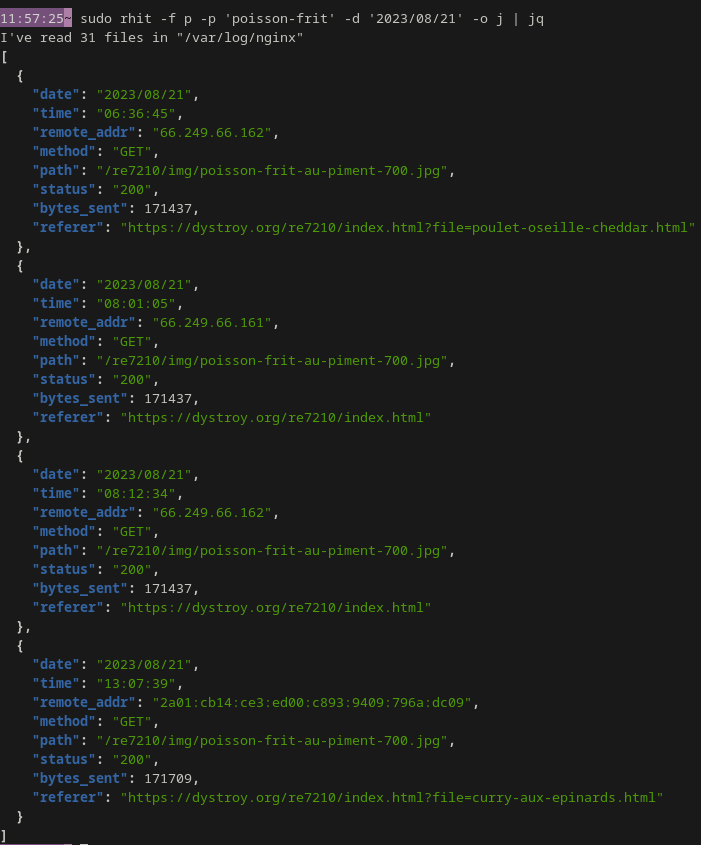 11:57:25~ sudo rhit -f p -p 'poisson-frit' -d '2023/08/21' -o j | jq
I've read 31 files in "/var/log/nginx"
[
  {
    "date": "2023/08/21",
    "time": "06:36:45",
    "remote_addr": "66.249.66.162",
    "method": "GET",
    "path": "/re7210/img/poisson-frit-au-piment-700.jpg",
    "status": "200",
    "bytes_sent": 171437,
    "referer": "https://dystroy.org/re7210/index.html?file=poulet-oseille-cheddar.html"
  },
  {
    "date": "2023/08/21",
    "time": "08:01:05",
    "remote_addr": "66.249.66.161",
    "method": "GET",
    "path": "/re7210/img/poisson-frit-au-piment-700.jpg",
    "status": "200",
    "bytes_sent": 171437,
    "referer": "https://dystroy.org/re7210/index.html"
  },
  {
    "date": "2023/08/21",
    "time": "08:12:34",
    "remote_addr": "66.249.66.162",
    "method": "GET",
    "path": "/re7210/img/poisson-frit-au-piment-700.jpg",
    "status": "200",
    "bytes_sent": 171437,
    "referer": "https://dystroy.org/re7210/index.html"
  },
  {
    "date": "2023/08/21",
    "time": "13:07:39",
    "remote_addr": "2a01:cb14:ce3:ed00:c893:9409:796a:dc09",
    "method": "GET",
    "path": "/re7210/img/poisson-frit-au-piment-700.jpg",
    "status": "200",
    "bytes_sent": 171709,
    "referer": "https://dystroy.org/re7210/index.html?file=curry-aux-epinards.html"
  }
]